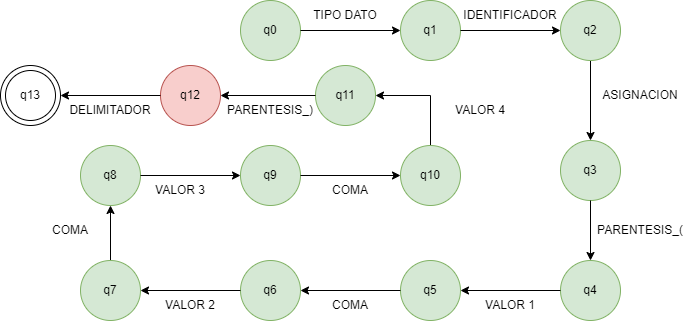 TIPO DATO
IDENTIFICADOR
q0
q1
q2
ASIGNACION
q13
DELIMITADOR
q12
PARENTESIS_)
q11
VALOR 4
q8
VALOR 3
q9
COMA
q10
q3
COMA
PARENTESIS_(
q7
VALOR 2
q6
COMA
q5
VALOR 1
q4